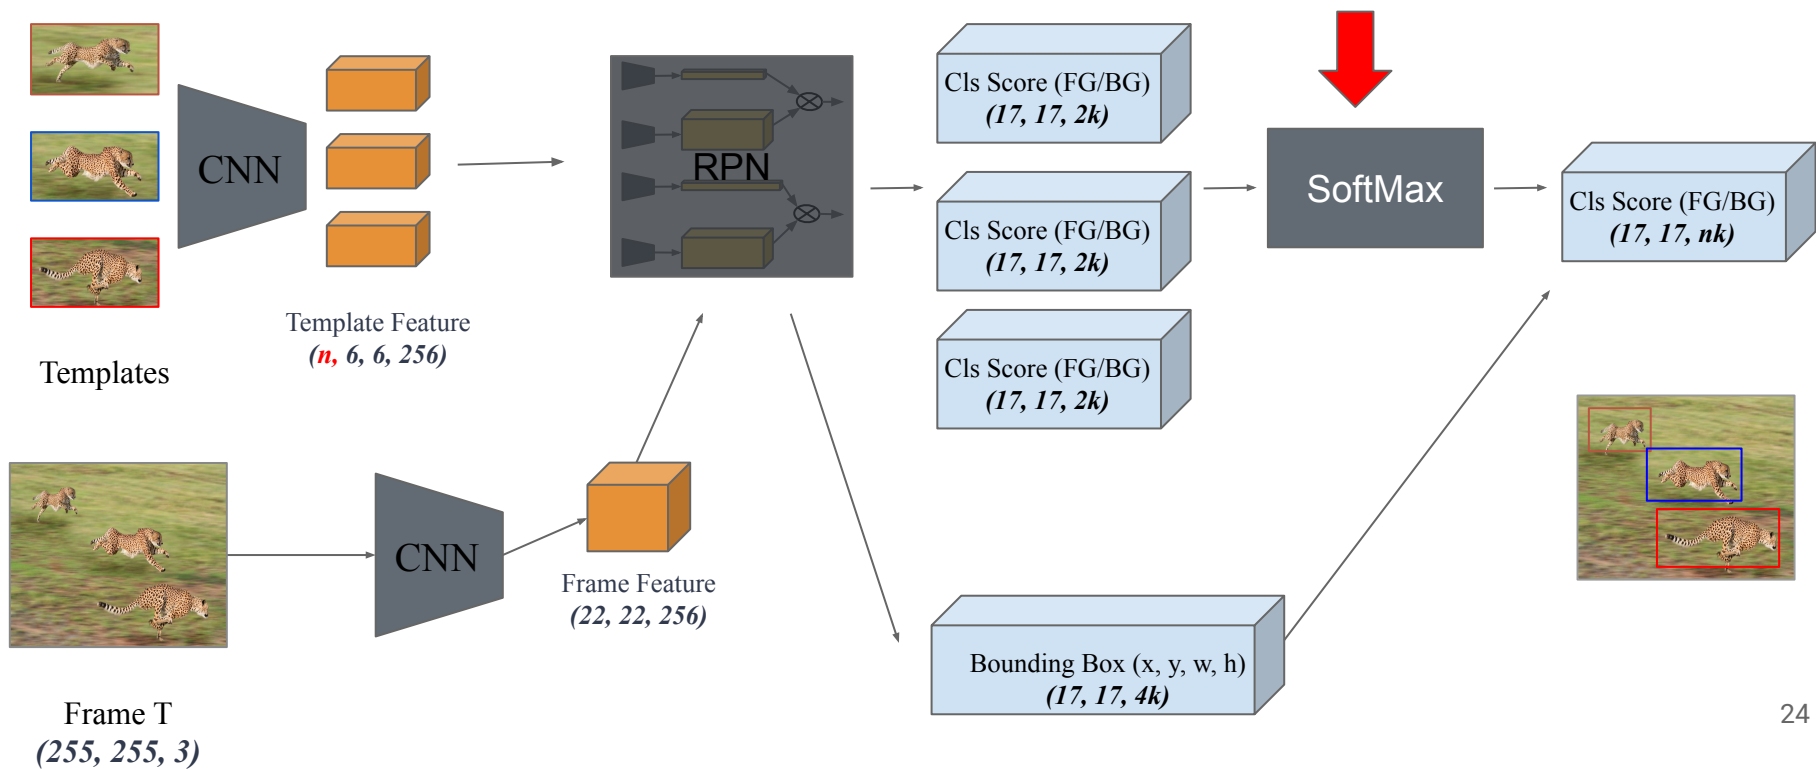 Templates
CNN
Template Feature
(n, 6, 6, 256)
RPN
Cls Score (FG/BG)
(17, 17, 2k)
Cls Score (FG/BG)
(17, 17, 2k)
Cls Score (FG/BG)
(17, 17, 2k)
SoftMax
Cls Score (FG/BG)
(17, 17, nk)
Frame T
(255, 255, 3)
CNN
Frame Feature
(22, 22, 256)
Bounding Box (x, y, w, h)
(17, 17, 4k)
24